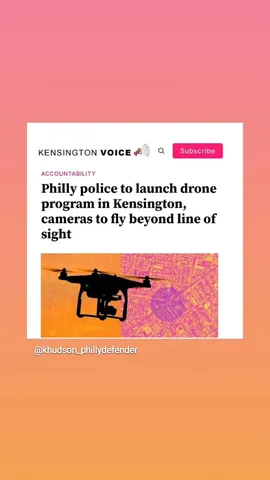 KENSINGTON VOICE
Subscribe
ACCOUNTABILITY
Philly police to launch drone
program in Kensington,
cameras to fly beyond line of
sight
@khudson_phillydefender